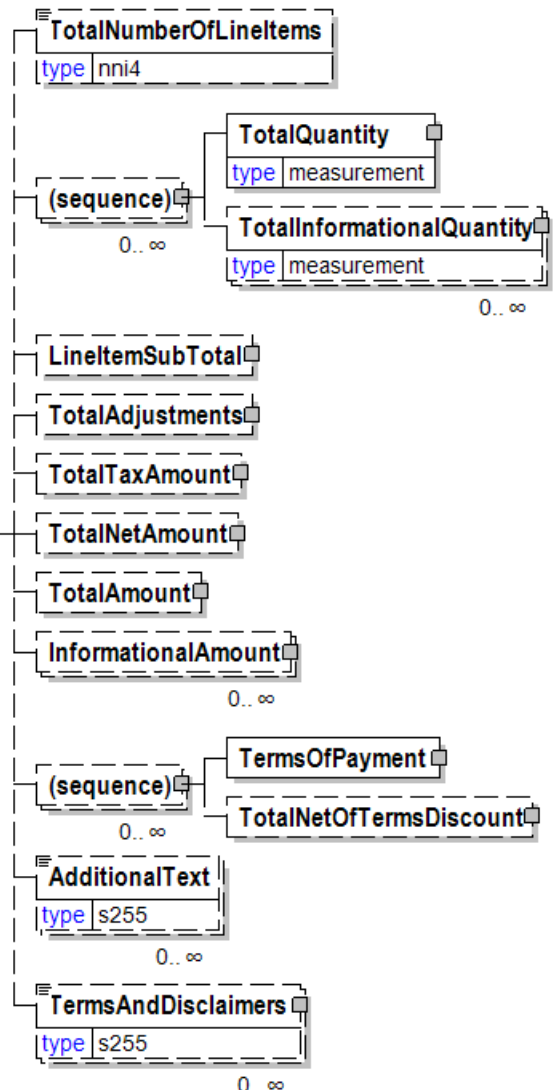 TotalNumberOfLineItems
type nni4
TotalQuantity
type measurement
(sequence)
0.. ∞
TotalInformationalQuantity
type measurement
0.. ∞
LineItemSubTotal
TotalAdjustments
TotalTaxAmount
TotalNetAmount
TotalAmount
InformationalAmount
0.. ∞
TermsOfPayment
(sequence)
0.. ∞
TotalNetOfTermsDiscount
AdditionalText
type s255
0.. ∞
TermsAndDisclaimers
type s255
0.. ∞